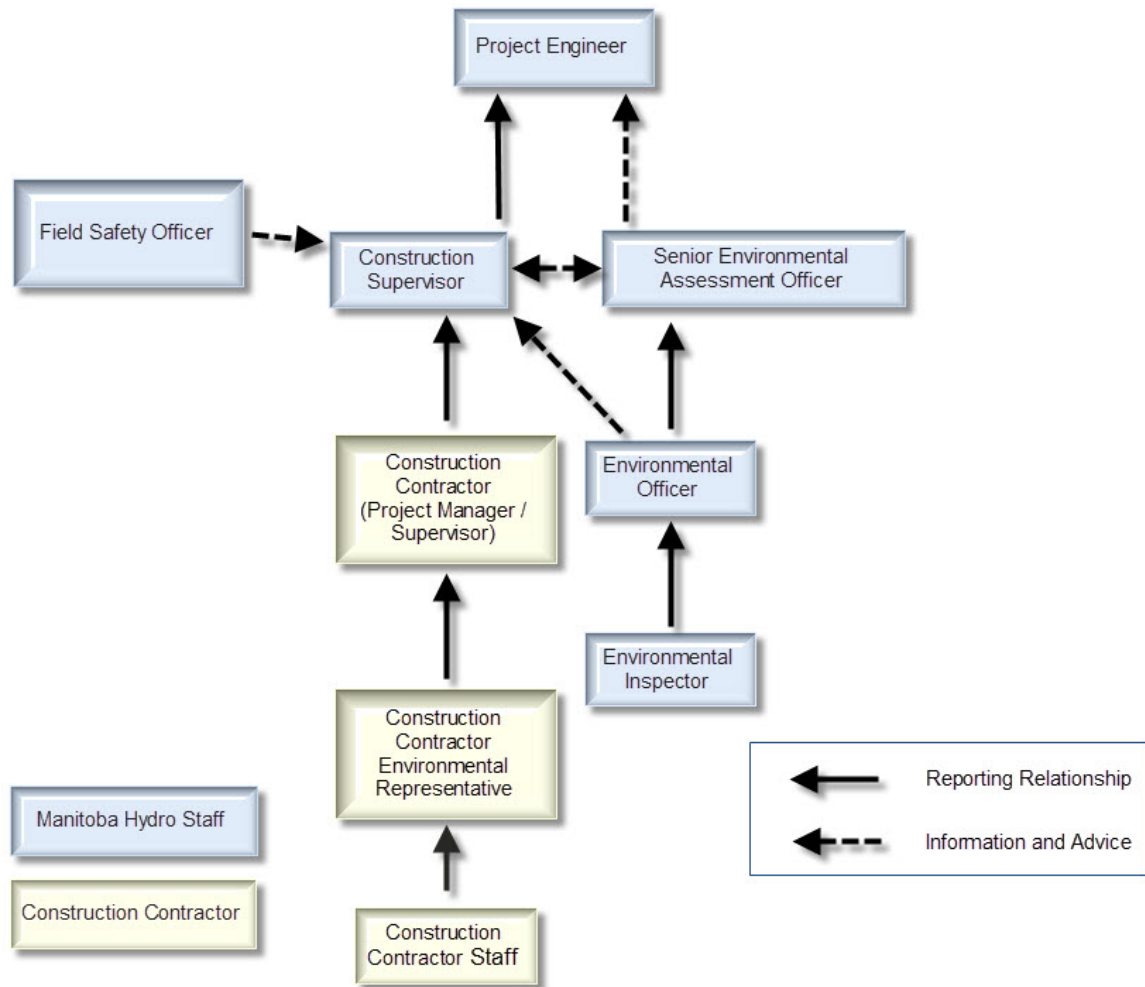 Project Engineer
Field Safety Officer
Construction
Supervisor
Senior Environmental
Assessment Officer
Construction
Contractor
(Project Manager /
Supervisor)
Environmental
Officer
Environmental
Inspector
Construction
Contractor
Environmental
Representative
Construction
Contractor Staff
Manitoba Hydro Staff
Construction Contractor
Reporting Relationship
Information and Advice